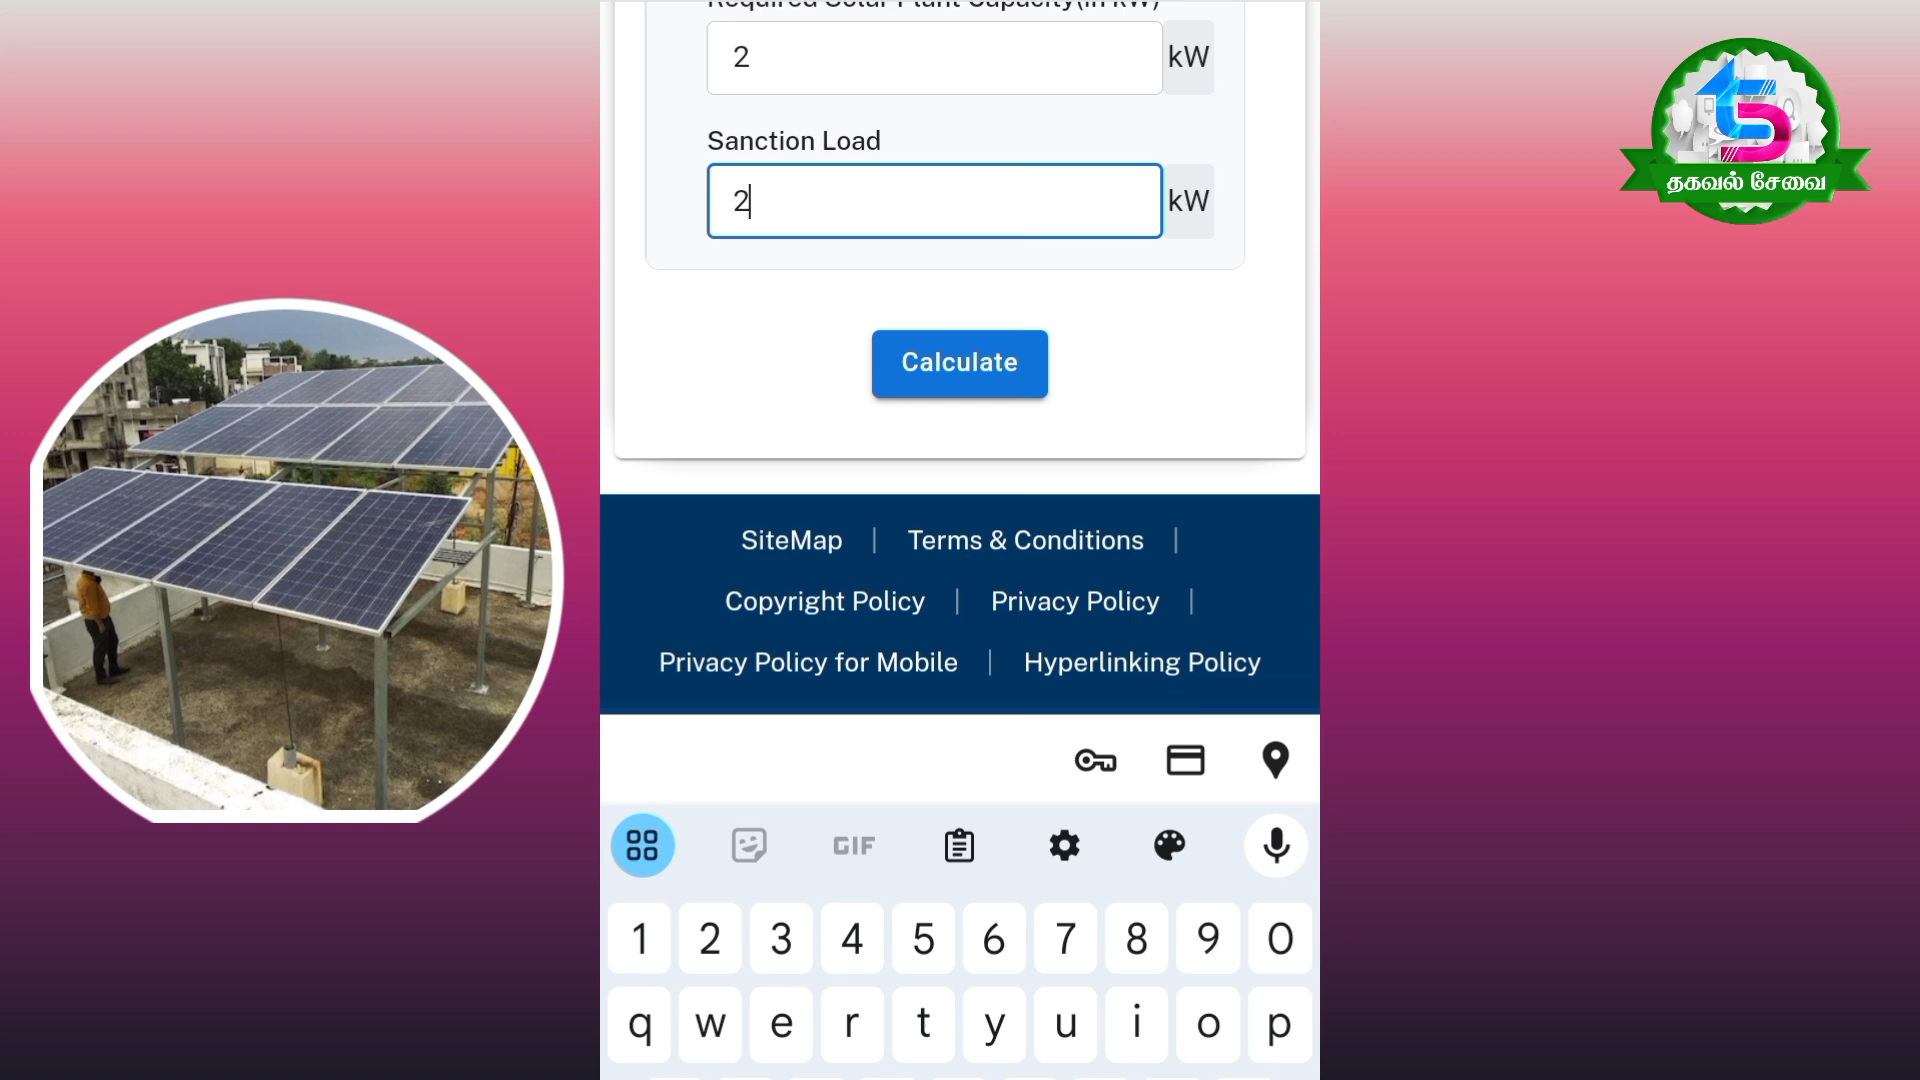 Required Solar Plant Capacity(in kW)
2
kW
Sanction Load
2
kW
Calculate
SiteMap | Terms & Conditions |
Copyright Policy | Privacy Policy |
Privacy Policy for Mobile | Hyperlinking Policy
GIF
1 2 3 4 5 6 7 8 9 0
q w e r t y u i o p
தகவல் சேவை